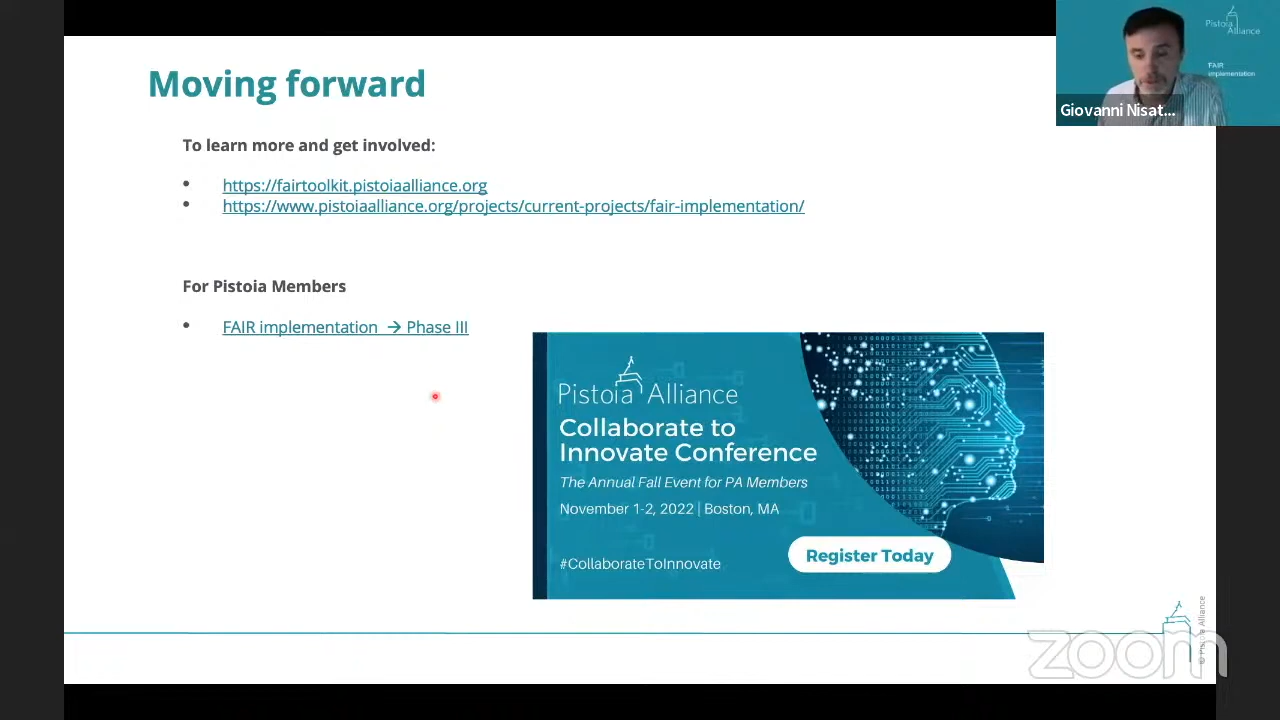 Moving forward
To learn more and get involved:
https://fairtoolkit.pistoiaalliance.org
https://www.pistoiaalliance.org/projects/current-projects/fair-implementation/
For Pistoia Members
FAIR implementation → Phase III
Pistoia Alliance
Collaborate to
Innovate Conference
The Annual Fall Event for PA Members
November 1-2, 2022 | Boston, MA
#CollaborateToInnovate
Register Today
Pistoia
Alliance
FAIR
implementation
Giovanni Nisat...
© Pistoia Alliance
zoom